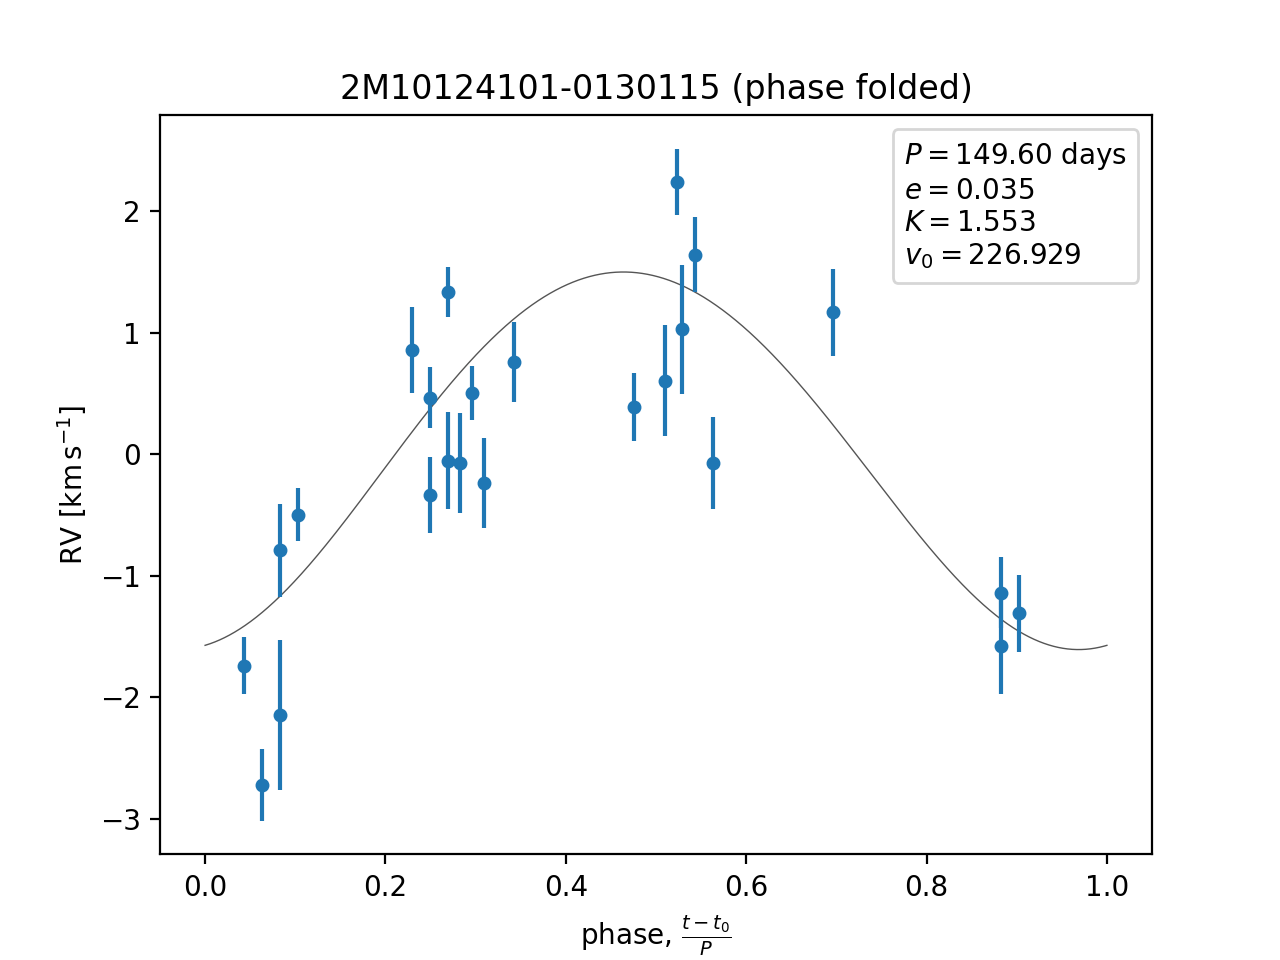 2M10124101-0130115 (phase folded)
P = 149.60 days
e = 0.035
K = 1.553
v₀ = 226.929
2
1
0
−1
−2
−3
RV [km s⁻¹]
0.0 0.2 0.4 0.6 0.8 1.0
phase, (t − t₀)/P